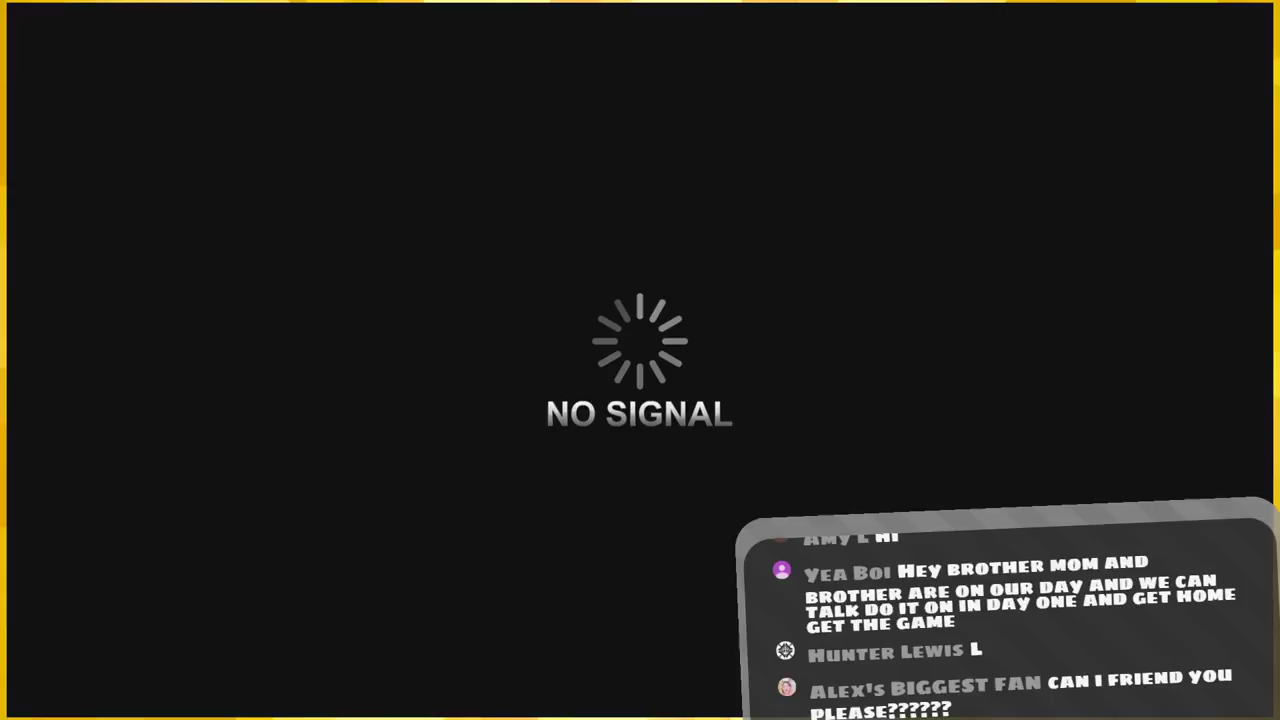 NO SIGNAL
Amy L HI
Yea Boi HEY BROTHER MOM AND
BROTHER ARE ON OUR DAY AND WE CAN
TALK DO IT ON IN DAY ONE AND GET HOME
GET THE GAME
Hunter Lewis L
Alex's BIGGEST FAN CAN I FRIEND YOU
PLEASE??????